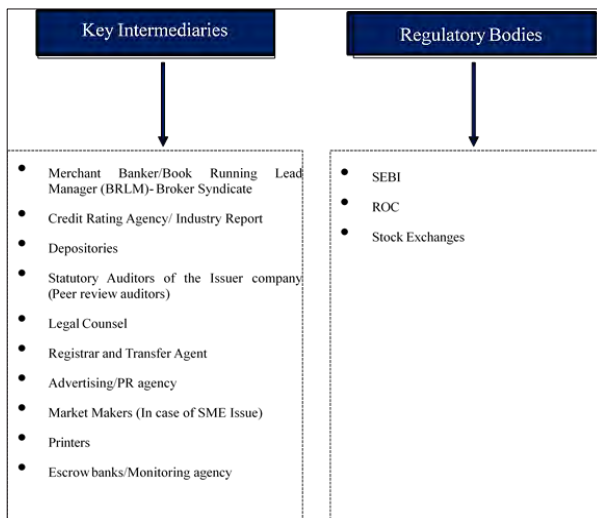 Key Intermediaries
Merchant Banker/Book Running Lead
Manager (BRLM)- Broker Syndicate
Credit Rating Agency/ Industry Report
Depositories
Statutory Auditors of the Issuer company
(Peer review auditors)
Legal Counsel
Registrar and Transfer Agent
Advertising/PR agency
Market Makers (In case of SME Issue)
Printers
Escrow banks/Monitoring agency
Regulatory Bodies
SEBI
ROC
Stock Exchanges